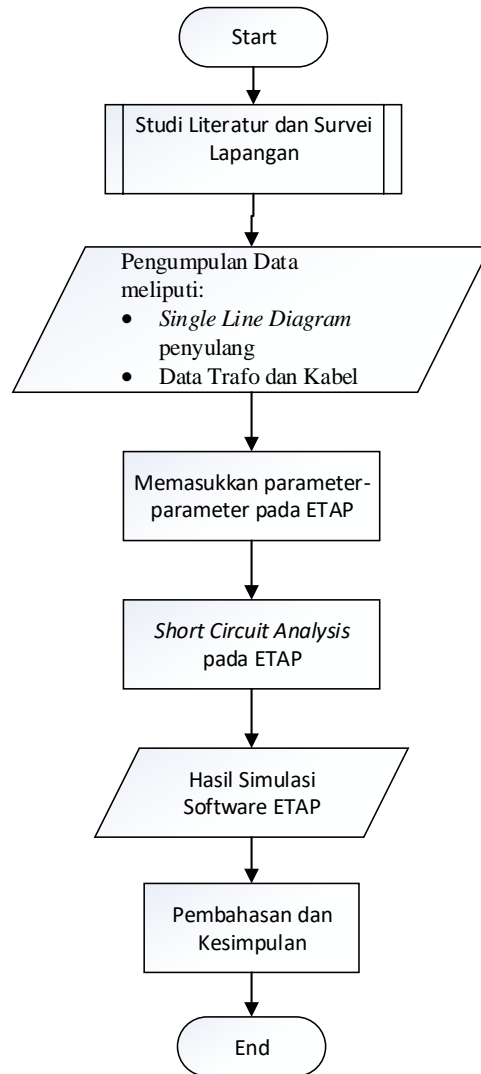 Start
Studi Literatur dan Survei
Lapangan
Pengumpulan Data
meliputi:
• Single Line Diagram
penyulang
• Data Trafo dan Kabel
Memasukkan parameter-
parameter pada ETAP
Short Circuit Analysis
pada ETAP
Hasil Simulasi
Software ETAP
Pembahasan dan
Kesimpulan
End